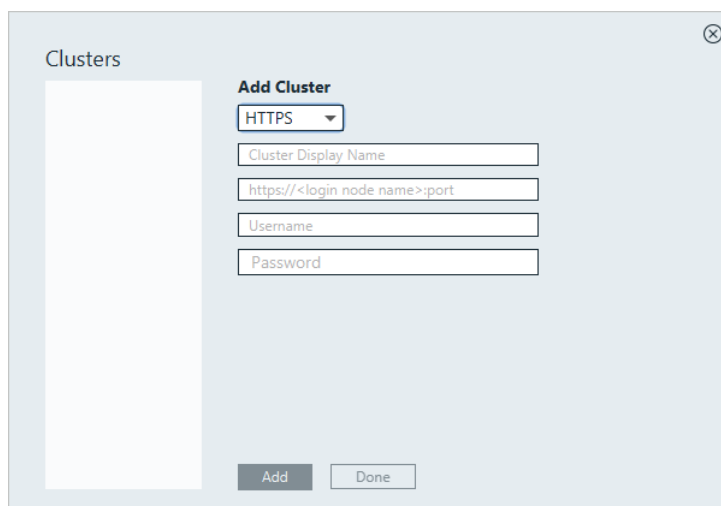 Clusters
Add Cluster
HTTPS
Cluster Display Name
https://<login node name>:port
Username
Password
Add
Done